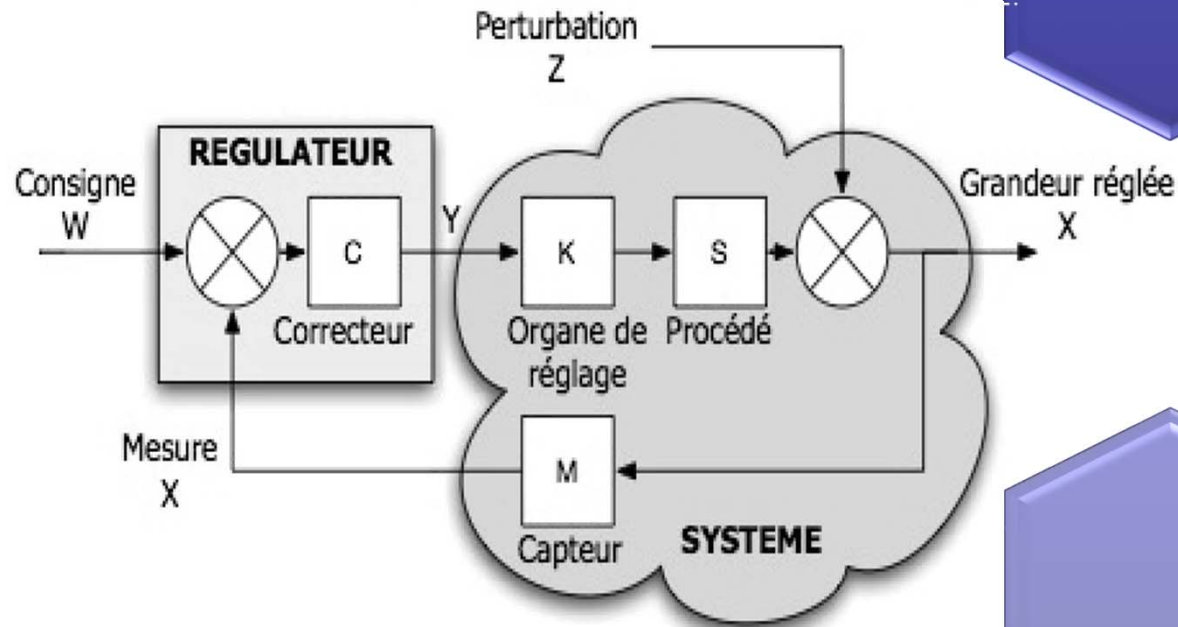 Perturbation
Z
REGULATEUR
Consigne
W
C
Correcteur
Y
K
Organe de
réglage
S
Procédé
Grandeur réglée
X
Mesure
X
M
Capteur
SYSTEME